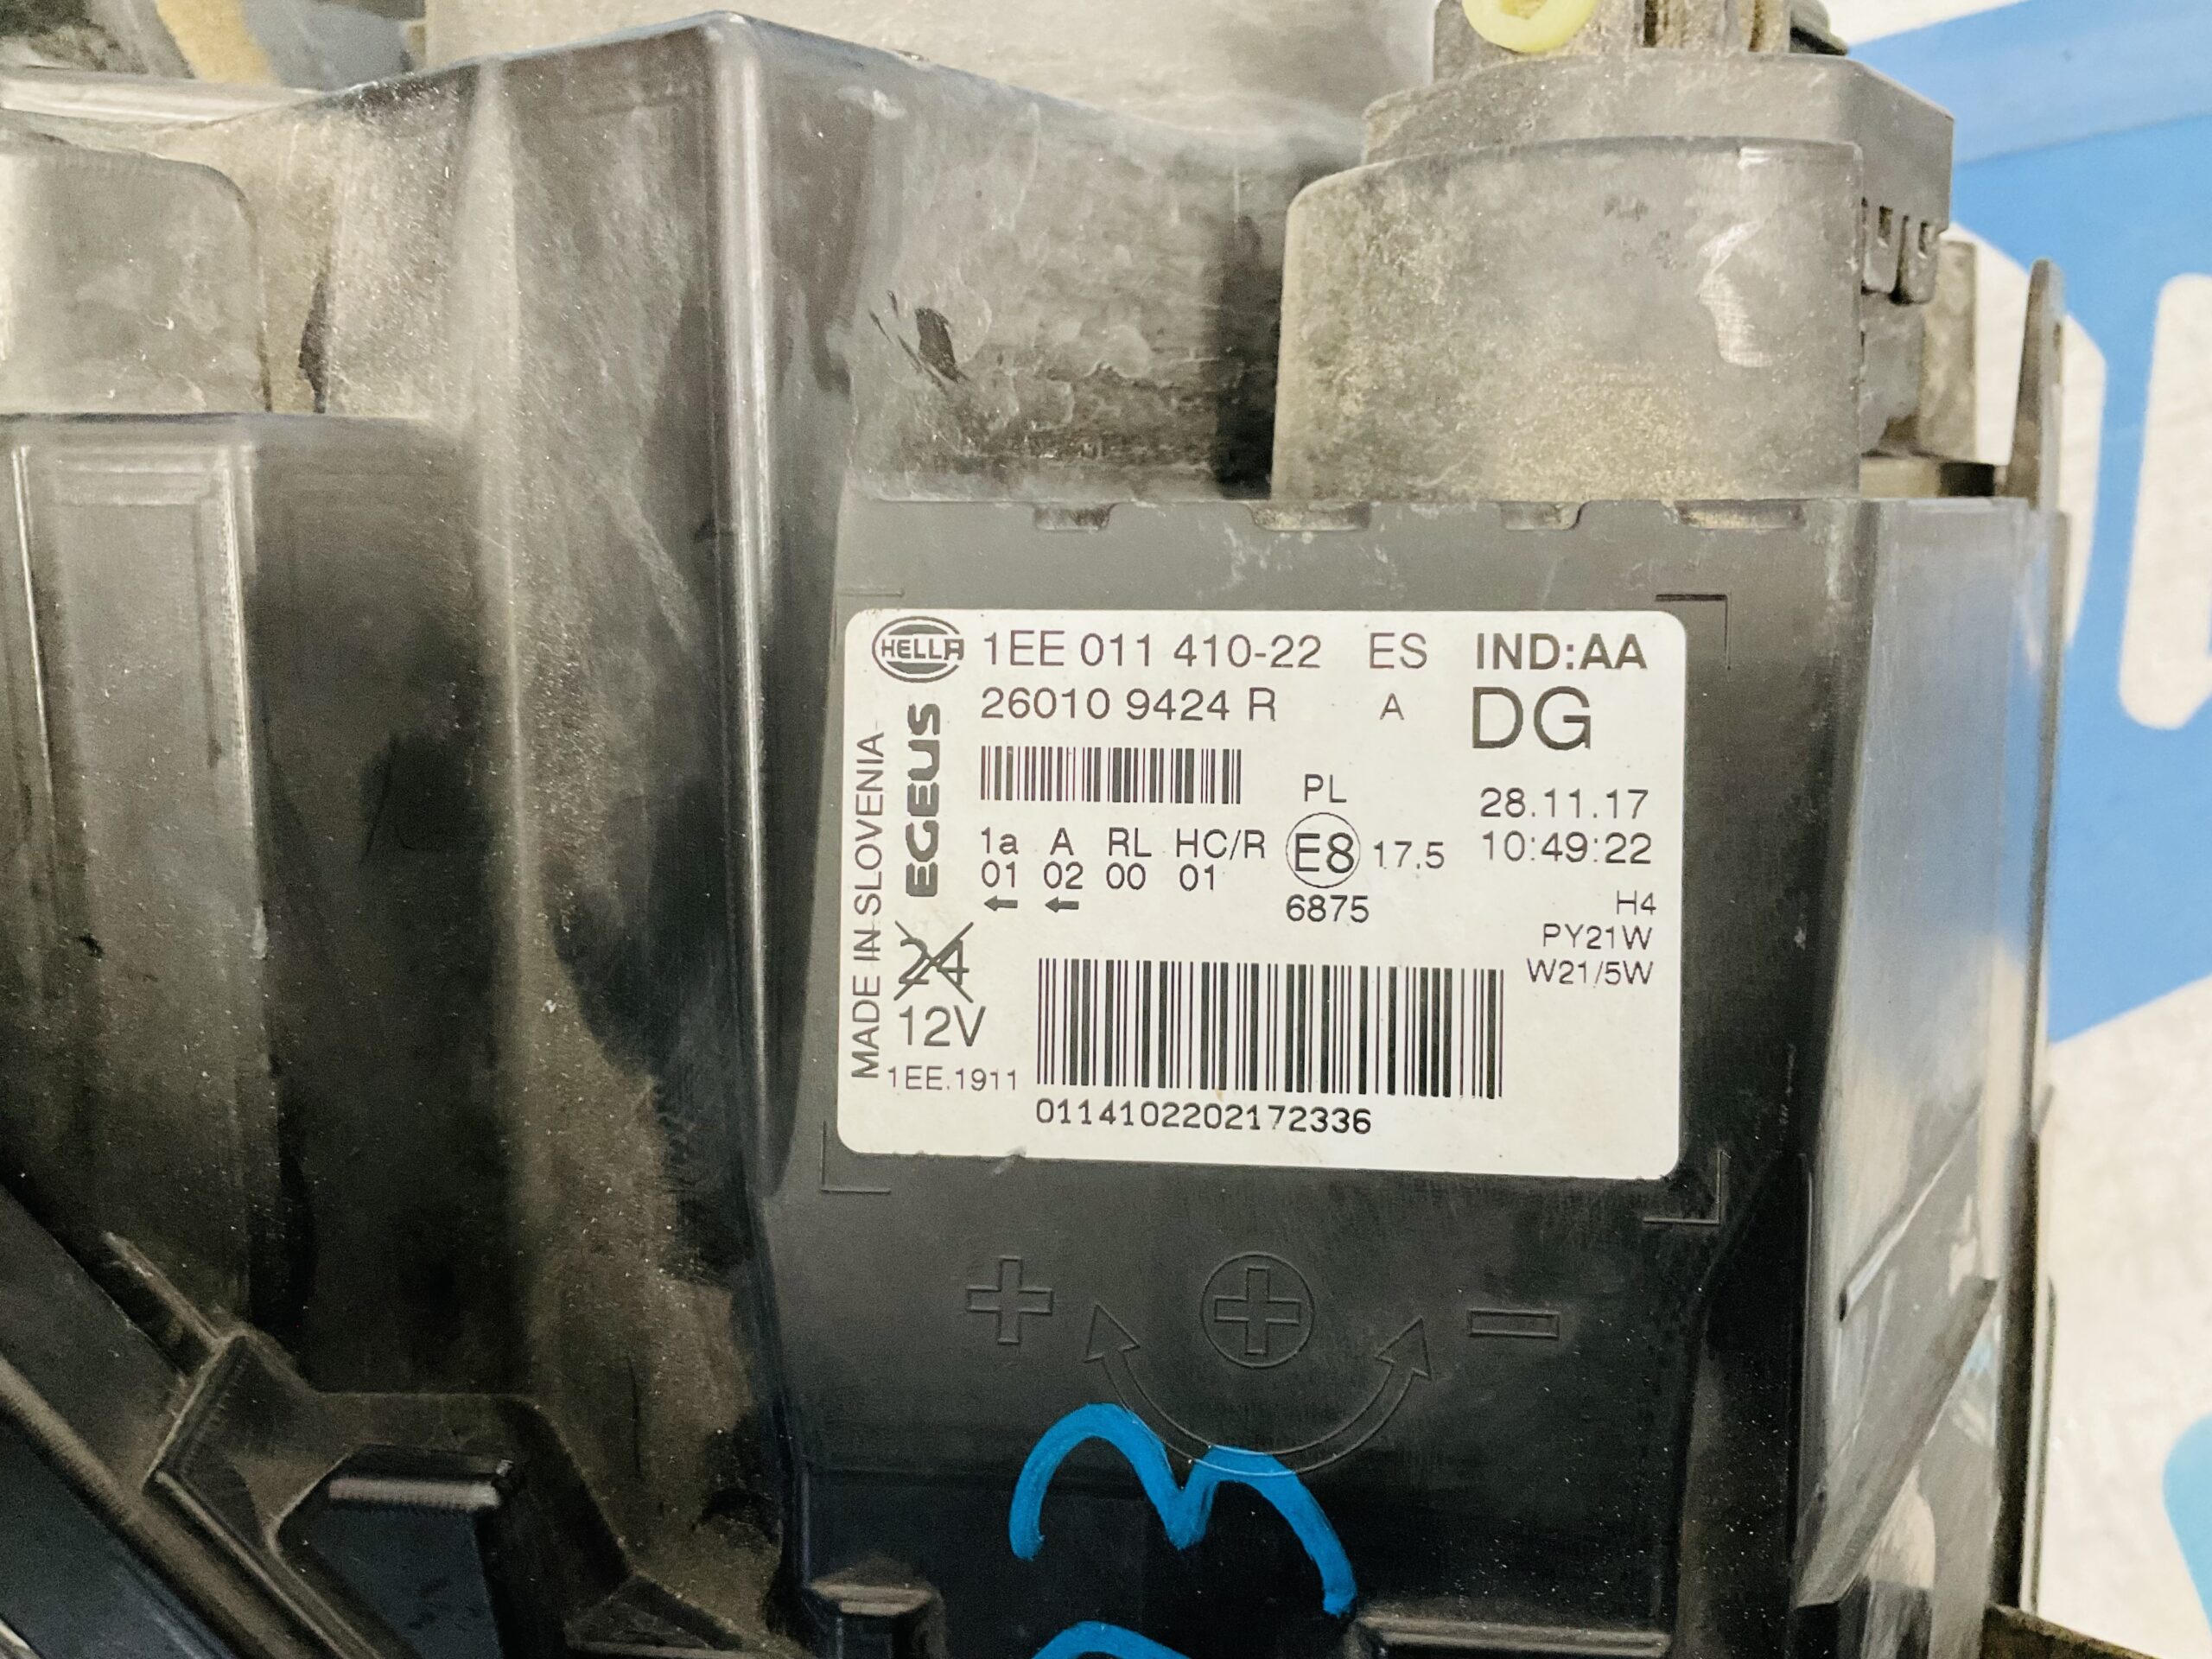 HELLA 1EE 011 410-22 ES IND:AA
26010 9424 R A DG
MADE IN SLOVENIA
EGEUS
PL 28.11.17
1a A RL HC/R E8 17.5 10:49:22
01 02 00 01
6875 H4
PY21W
24 W21/5W
12V
1EE.1911
0114102202172336